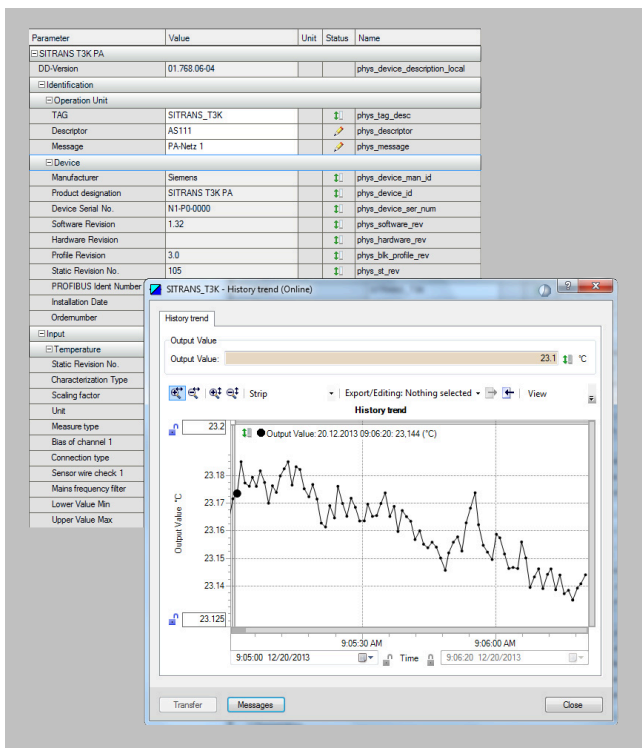 Parameter Value Unit Status Name
SITRANS T3K PA
DD-Version 01.768.06-04 phys_device_description_local
Identification
Operation Unit
TAG SITRANS_T3K phys_tag_desc
Descriptor AS111 phys_descriptor
Message PA-Netz 1 phys_message
Device
Manufacturer Siemens phys_device_man_id
Product designation SITRANS T3K PA phys_device_id
Device Serial No. N1-P0-0000 phys_device_ser_num
Software Revision 1.32 phys_software_rev
Hardware Revision phys_hardware_rev
Profile Revision 3.0 phys_blk_profile_rev
Static Revision No. 105 phys_st_rev
PROFIBUS Ident Number
Installation Date
Ordernumber
Input
Temperature
Static Revision No.
Characterization Type
Scaling factor
Unit
Measure type
Bias of channel 1
Connection type
Sensor wire check 1
Mains frequency filter
Lower Value Min
Upper Value Max
SITRANS_T3K - History trend (Online)
History trend
Output Value
Output Value: 23.1 °C
Strip Export/Editing: Nothing selected View
History trend
23.2
Output Value: 20.12.2013 09:06:20: 23,144 (°C)
23.18
23.17
23.16
23.15
23.14
23.125
Output Value °C
9:05:30 AM 9:06:00 AM
9:05:00 12/20/2013 Time 9:06:20 12/20/2013
Transfer Messages Close